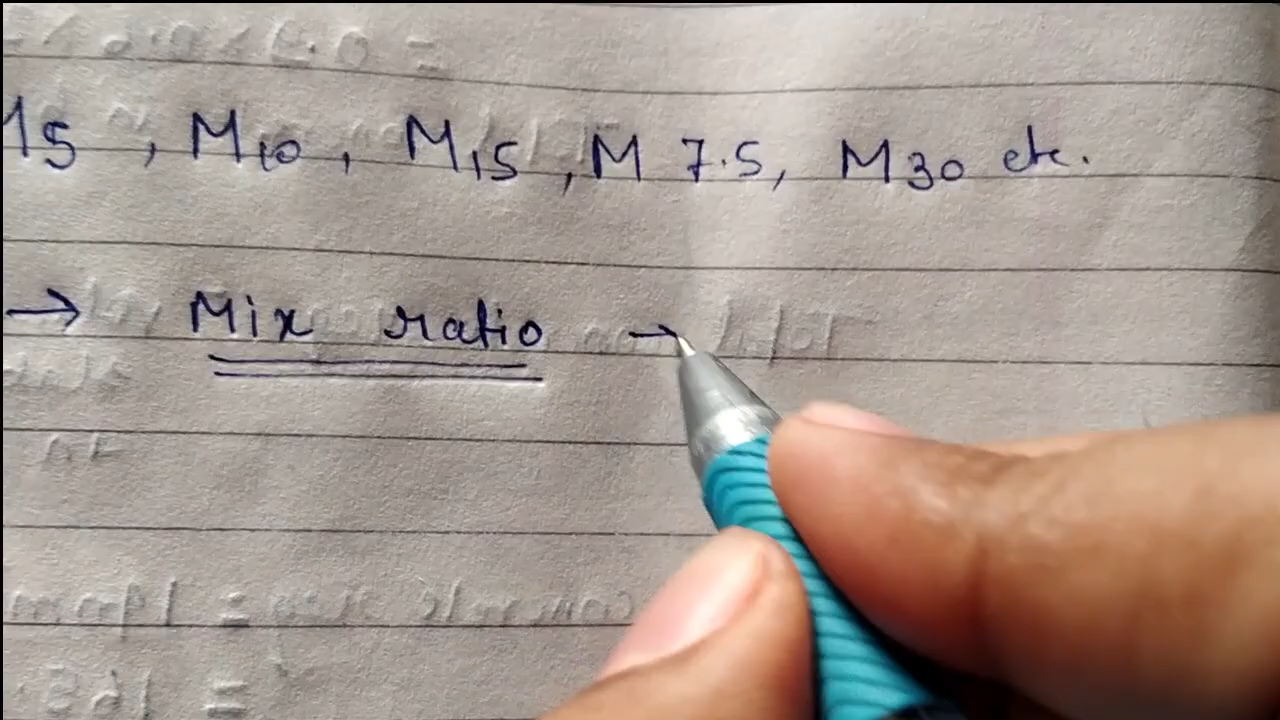 M5 , M10 , M15 , M 7.5, M30 etc.
→ Mix ratio →